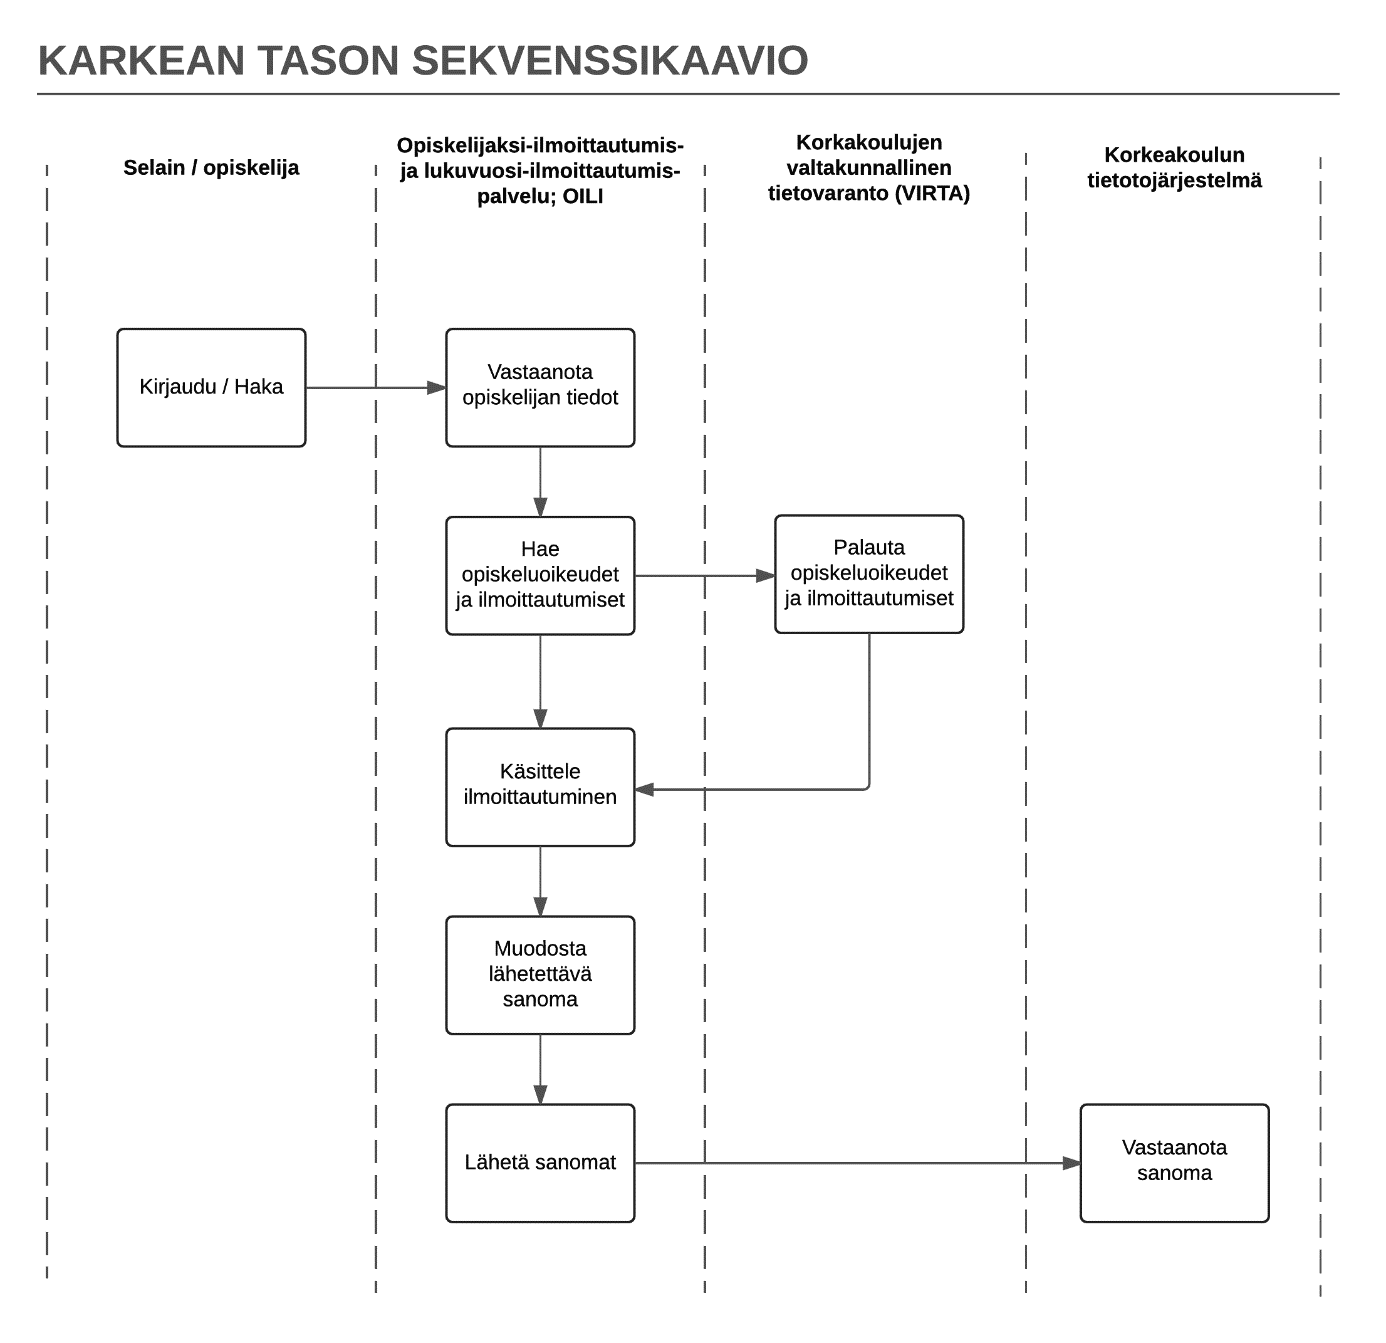 KARKEAN TASON SEKVENSSIKAAVIO
Selain / opiskelija
Opiskelijaksi-ilmoittautumis-
ja lukuvuosi-ilmoittautumis-
palvelu; OILI
Korkakoulujen
valtakunnallinen
tietovaranto (VIRTA)
Korkeakoulun
tietotojärjestelmä
Kirjaudu / Haka
Vastaanota
opiskelijan tiedot
Hae
opiskeluoikeudet
ja ilmoittautumiset
Palauta
opiskeluoikeudet
ja ilmoittautumiset
Käsittele
ilmoittautuminen
Muodosta
lähetettävä
sanoma
Lähetä sanomat
Vastaanota
sanoma